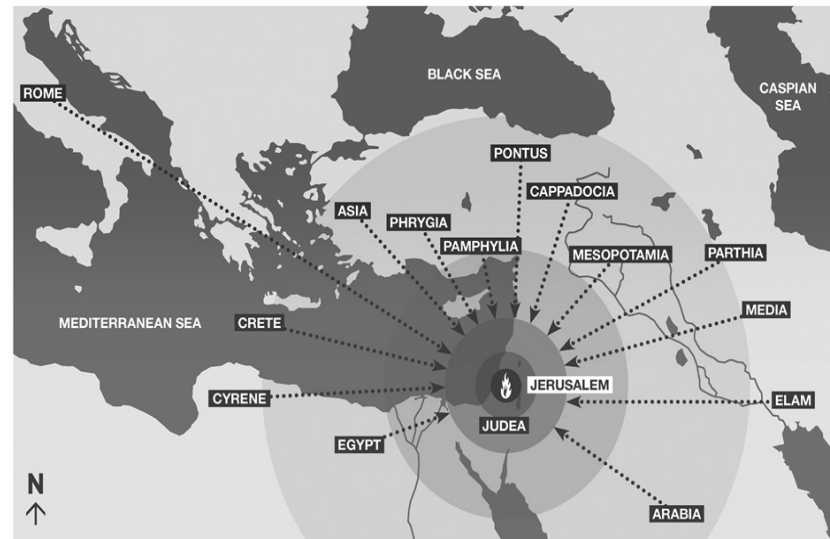 BLACK SEA
CASPIAN
SEA
ROME
PONTUS
CAPPADOCIA
ASIA
PHRYGIA
PAMPHYLIA
MESOPOTAMIA
PARTHIA
MEDIA
CRETE
MEDITERRANEAN SEA
JERUSALEM
CYRENE
ELAM
JUDEA
EGYPT
N
ARABIA